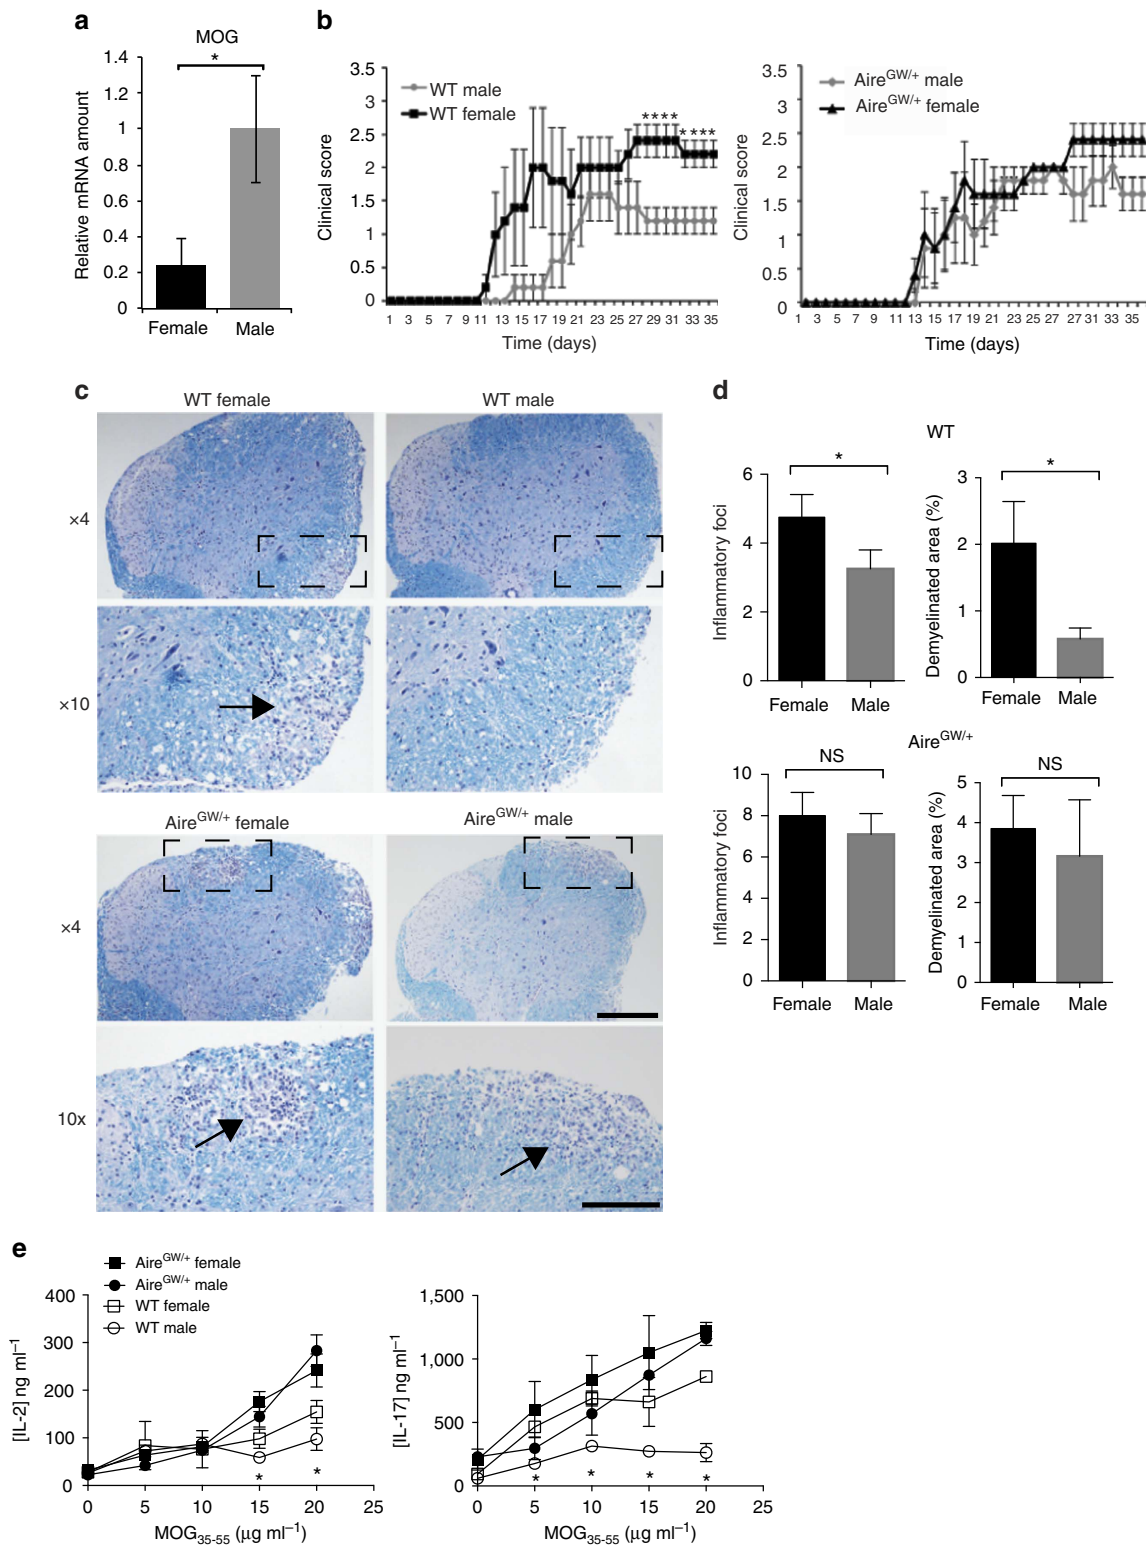 a
MOG
*
Relative mRNA amount
1.4
1.2
1
0.8
0.6
0.4
0.2
0
Female Male
b
Clinical score
3.5
3
2.5
2
1.5
1
0.5
0
WT male
WT female
**** ****
1 3 5 7 9 11 13 15 17 19 21 23 25 27 29 31 33 35
Time (days)
Clinical score
3.5
3
2.5
2
1.5
1
0.5
0
Aire^GW/+ male
Aire^GW/+ female
1 3 5 7 9 11 13 15 17 19 21 23 25 27 27 31 33 35
Time (days)
c
WT female WT male
×4
×10
Aire^GW/+ female Aire^GW/+ male
×4
10x
d
WT
*
Inflammatory foci
6
4
2
0
Female Male
*
Demyelinated area (%)
3
2
1
0
Female Male
Aire^GW/+
NS
Inflammatory foci
10
8
6
4
2
0
Female Male
NS
Demyelinated area (%)
5
4
3
2
1
0
Female Male
e
Aire^GW/+ female
Aire^GW/+ male
WT female
WT male
[IL-2] ng ml⁻¹
400
300
200
100
0
* *
0 5 10 15 20 25
MOG₃₅₋₅₅ (μg ml⁻¹)
[IL-17] ng ml⁻¹
1,500
1,000
500
0
* * * *
0 5 10 15 20 25
MOG₃₅₋₅₅ (μg ml⁻¹)